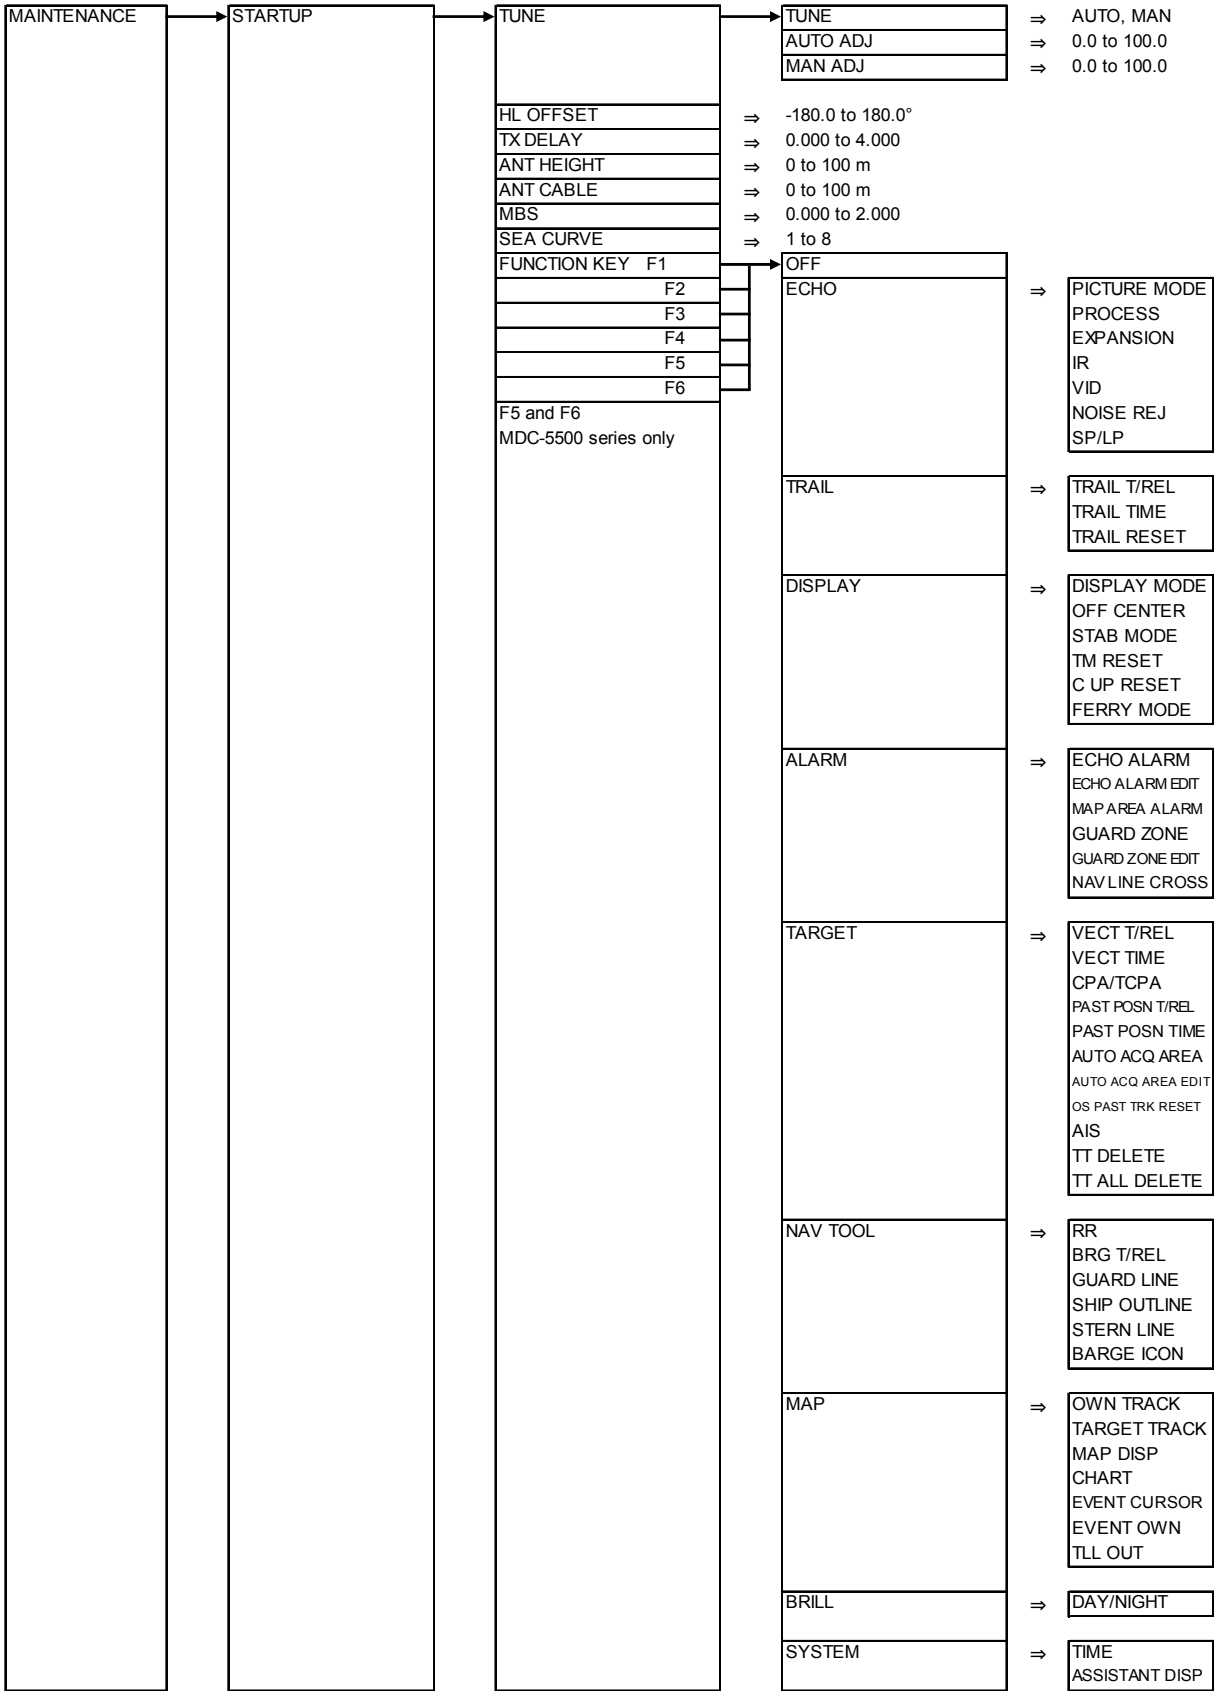 MAINTENANCE STARTUP TUNE TUNE ⇒ AUTO, MAN
AUTO ADJ ⇒ 0.0 to 100.0
MAN ADJ ⇒ 0.0 to 100.0
HL OFFSET ⇒ -180.0 to 180.0°
TX DELAY ⇒ 0.000 to 4.000
ANT HEIGHT ⇒ 0 to 100 m
ANT CABLE ⇒ 0 to 100 m
MBS ⇒ 0.000 to 2.000
SEA CURVE ⇒ 1 to 8
FUNCTION KEY F1 OFF
F2 ECHO ⇒ PICTURE MODE
F3 PROCESS
F4 EXPANSION
F5 IR
F6 VID
F5 and F6 NOISE REJ
MDC-5500 series only SP/LP
TRAIL ⇒ TRAIL T/REL
TRAIL TIME
TRAIL RESET
DISPLAY ⇒ DISPLAY MODE
OFF CENTER
STAB MODE
TM RESET
C UP RESET
FERRY MODE
ALARM ⇒ ECHO ALARM
ECHO ALARM EDIT
MAP AREA ALARM
GUARD ZONE
GUARD ZONE EDIT
NAV LINE CROSS
TARGET ⇒ VECT T/REL
VECT TIME
CPA/TCPA
PAST POSN T/REL
PAST POSN TIME
AUTO ACQ AREA
AUTO ACQ AREA EDIT
OS PAST TRK RESET
AIS
TT DELETE
TT ALL DELETE
NAV TOOL ⇒ RR
BRG T/REL
GUARD LINE
SHIP OUTLINE
STERN LINE
BARGE ICON
MAP ⇒ OWN TRACK
TARGET TRACK
MAP DISP
CHART
EVENT CURSOR
EVENT OWN
TLL OUT
BRILL ⇒ DAY/NIGHT
SYSTEM ⇒ TIME
ASSISTANT DISP